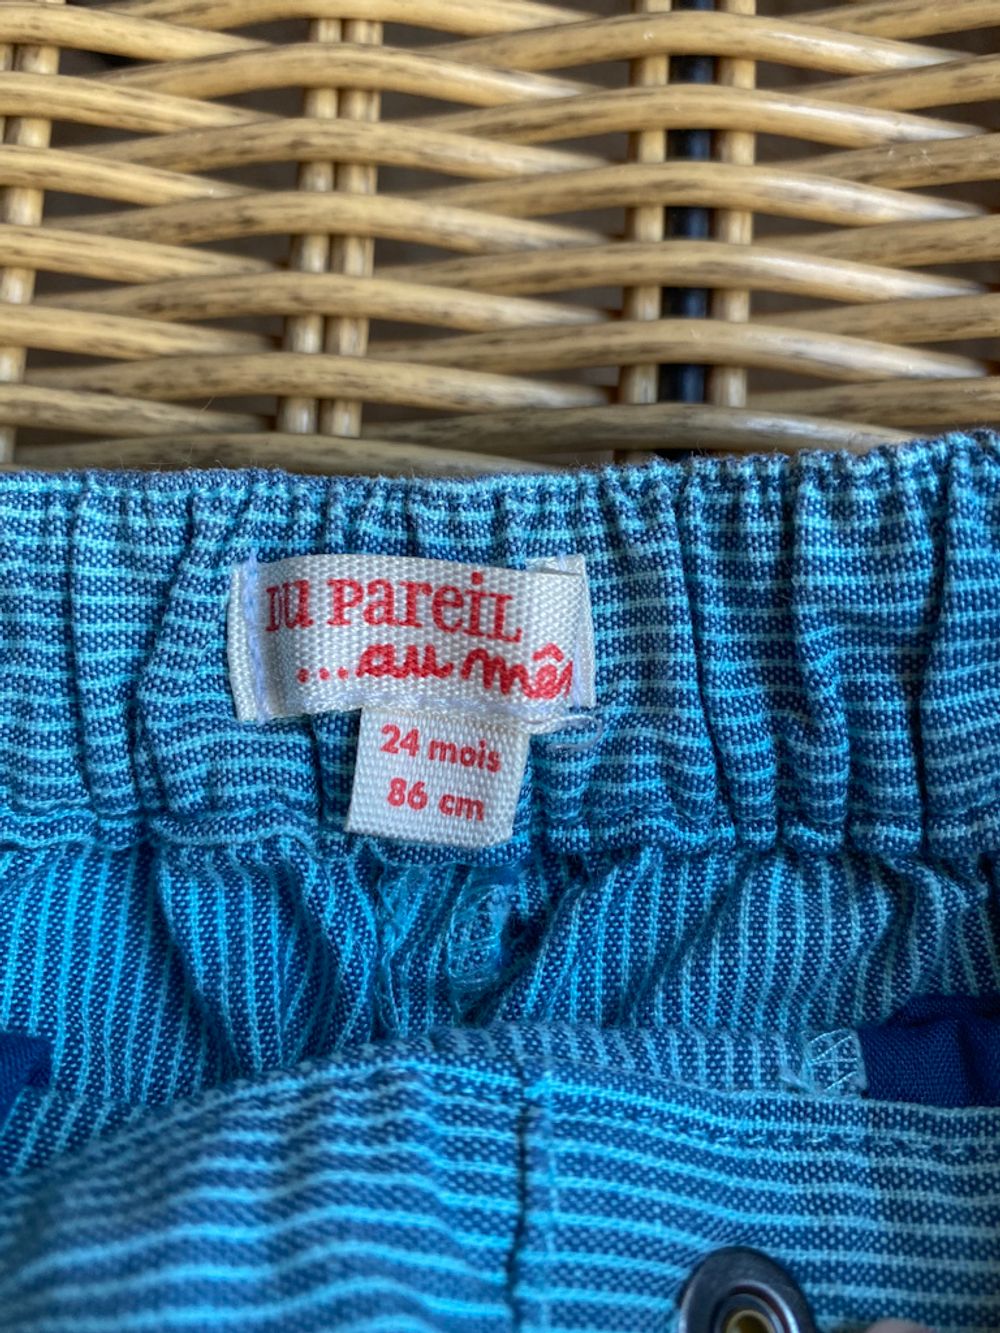 DU PareiL
...au mê
24 mois
86 cm